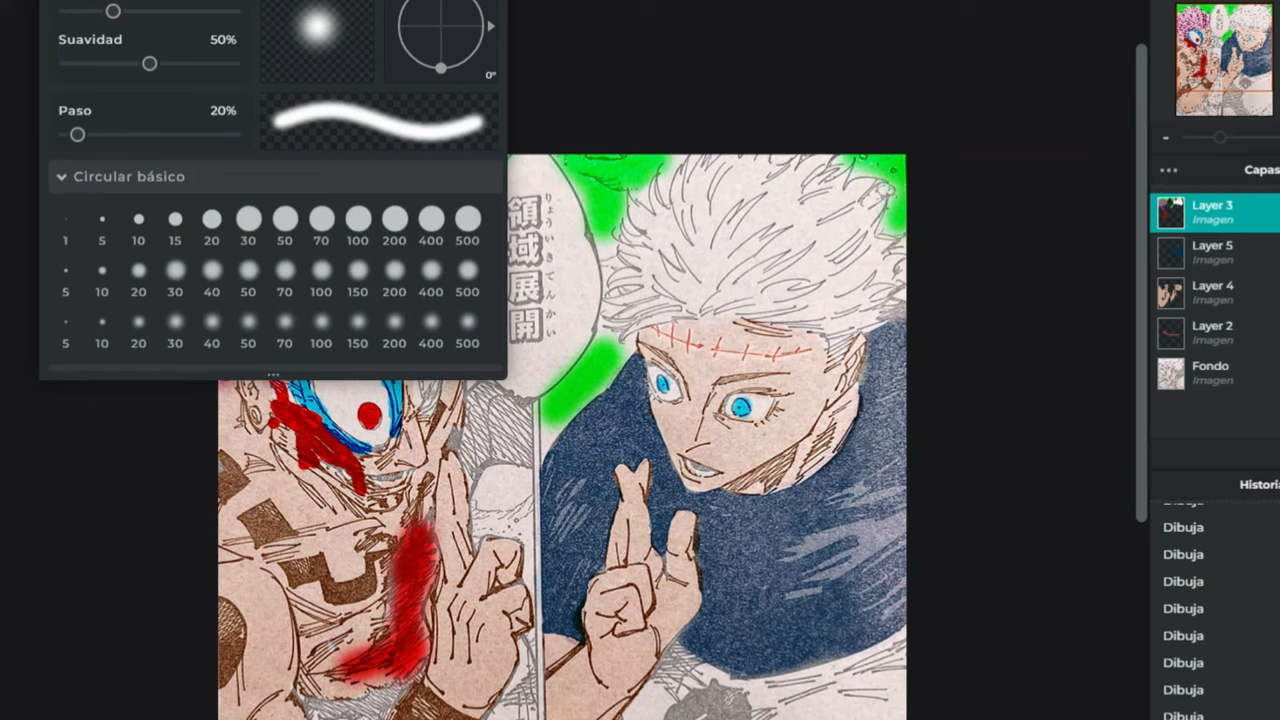 Suavidad 50%
0°
Paso 20%
Circular básico
1 5 10 15 20 30 50 70 100 200 400 500
5 10 20 30 40 50 70 100 150 200 400 500
5 10 20 30 40 50 70 100 150 200 400 500
領域展開
りょういきてんかい
Capas
Layer 3
Imagen
Layer 5
Imagen
Layer 4
Imagen
Layer 2
Imagen
Fondo
Imagen
Historia
Dibuja
Dibuja
Dibuja
Dibuja
Dibuja
Dibuja
Dibuja